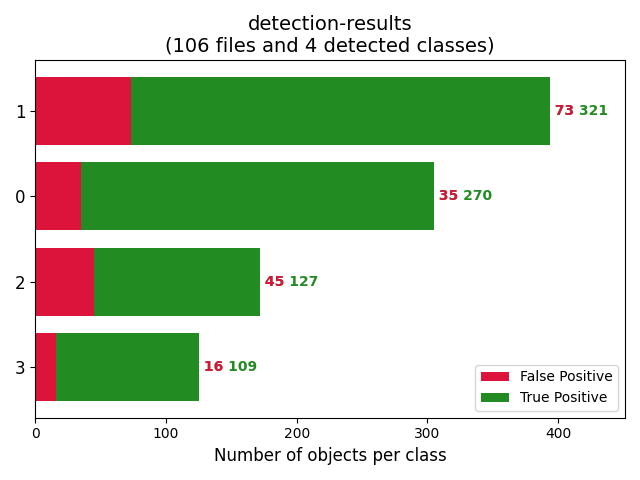 detection-results
(106 files and 4 detected classes)
1
73 321
0
35 270
2
45 127
3
16 109
False Positive
True Positive
0 100 200 300 400
Number of objects per class